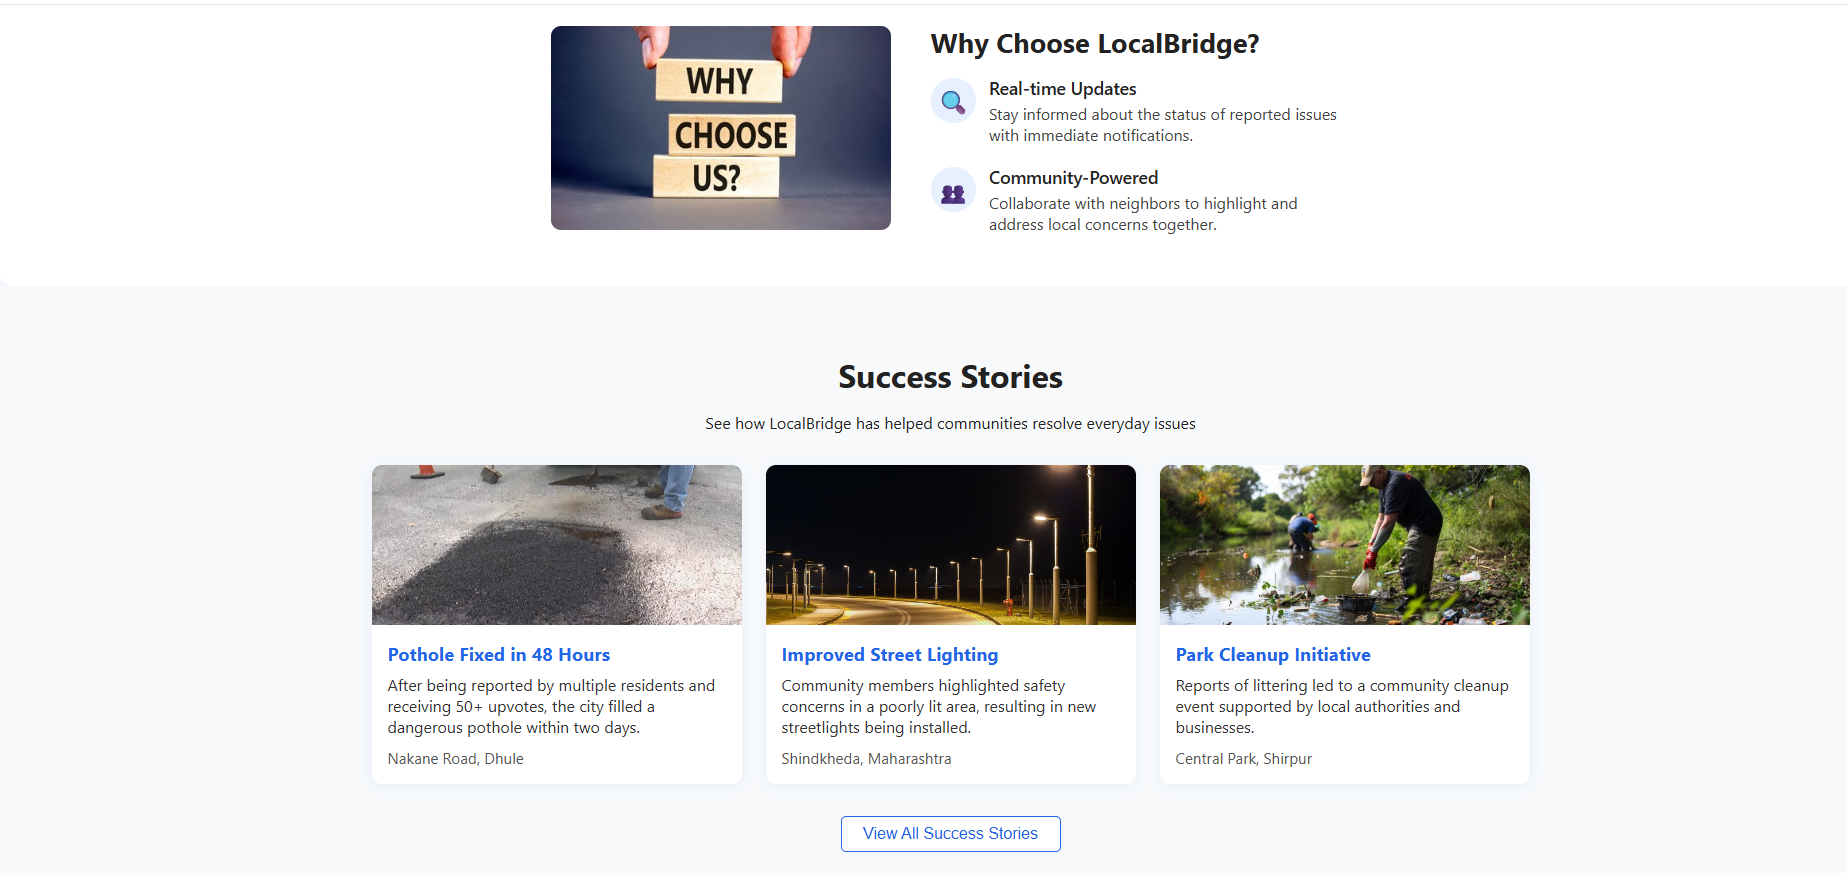 WHY
CHOOSE
US?
Why Choose LocalBridge?
Real-time Updates
Stay informed about the status of reported issues
with immediate notifications.
Community-Powered
Collaborate with neighbors to highlight and
address local concerns together.
Success Stories
See how LocalBridge has helped communities resolve everyday issues
Pothole Fixed in 48 Hours
After being reported by multiple residents and
receiving 50+ upvotes, the city filled a
dangerous pothole within two days.
Nakane Road, Dhule
Improved Street Lighting
Community members highlighted safety
concerns in a poorly lit area, resulting in new
streetlights being installed.
Shindkheda, Maharashtra
Park Cleanup Initiative
Reports of littering led to a community cleanup
event supported by local authorities and
businesses.
Central Park, Shirpur
View All Success Stories